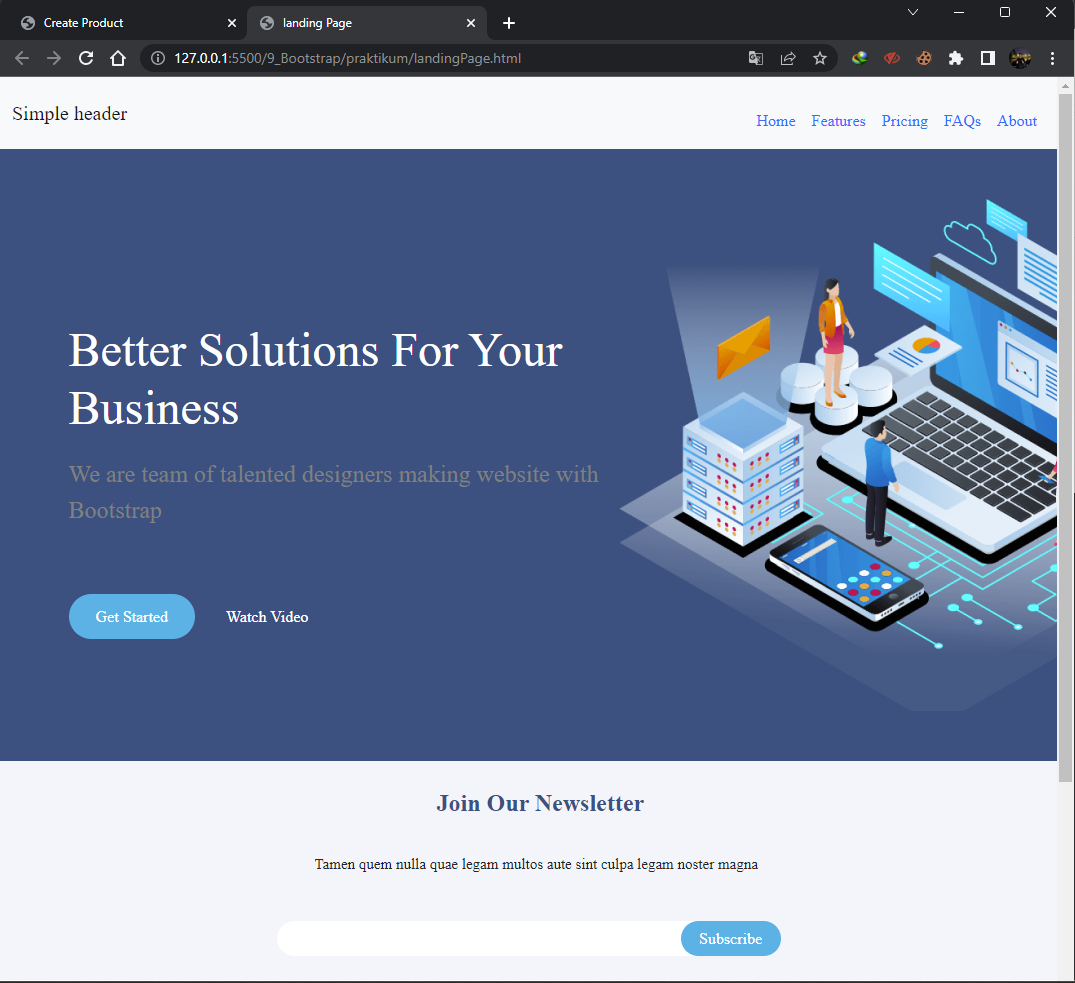 Create Product
landing Page
127.0.0.1:5500/9_Bootstrap/praktikum/landingPage.html
Simple header
Home Features Pricing FAQs About
Better Solutions For Your
Business
We are team of talented designers making website with
Bootstrap
Get Started Watch Video
Join Our Newsletter
Tamen quem nulla quae legam multos aute sint culpa legam noster magna
Subscribe